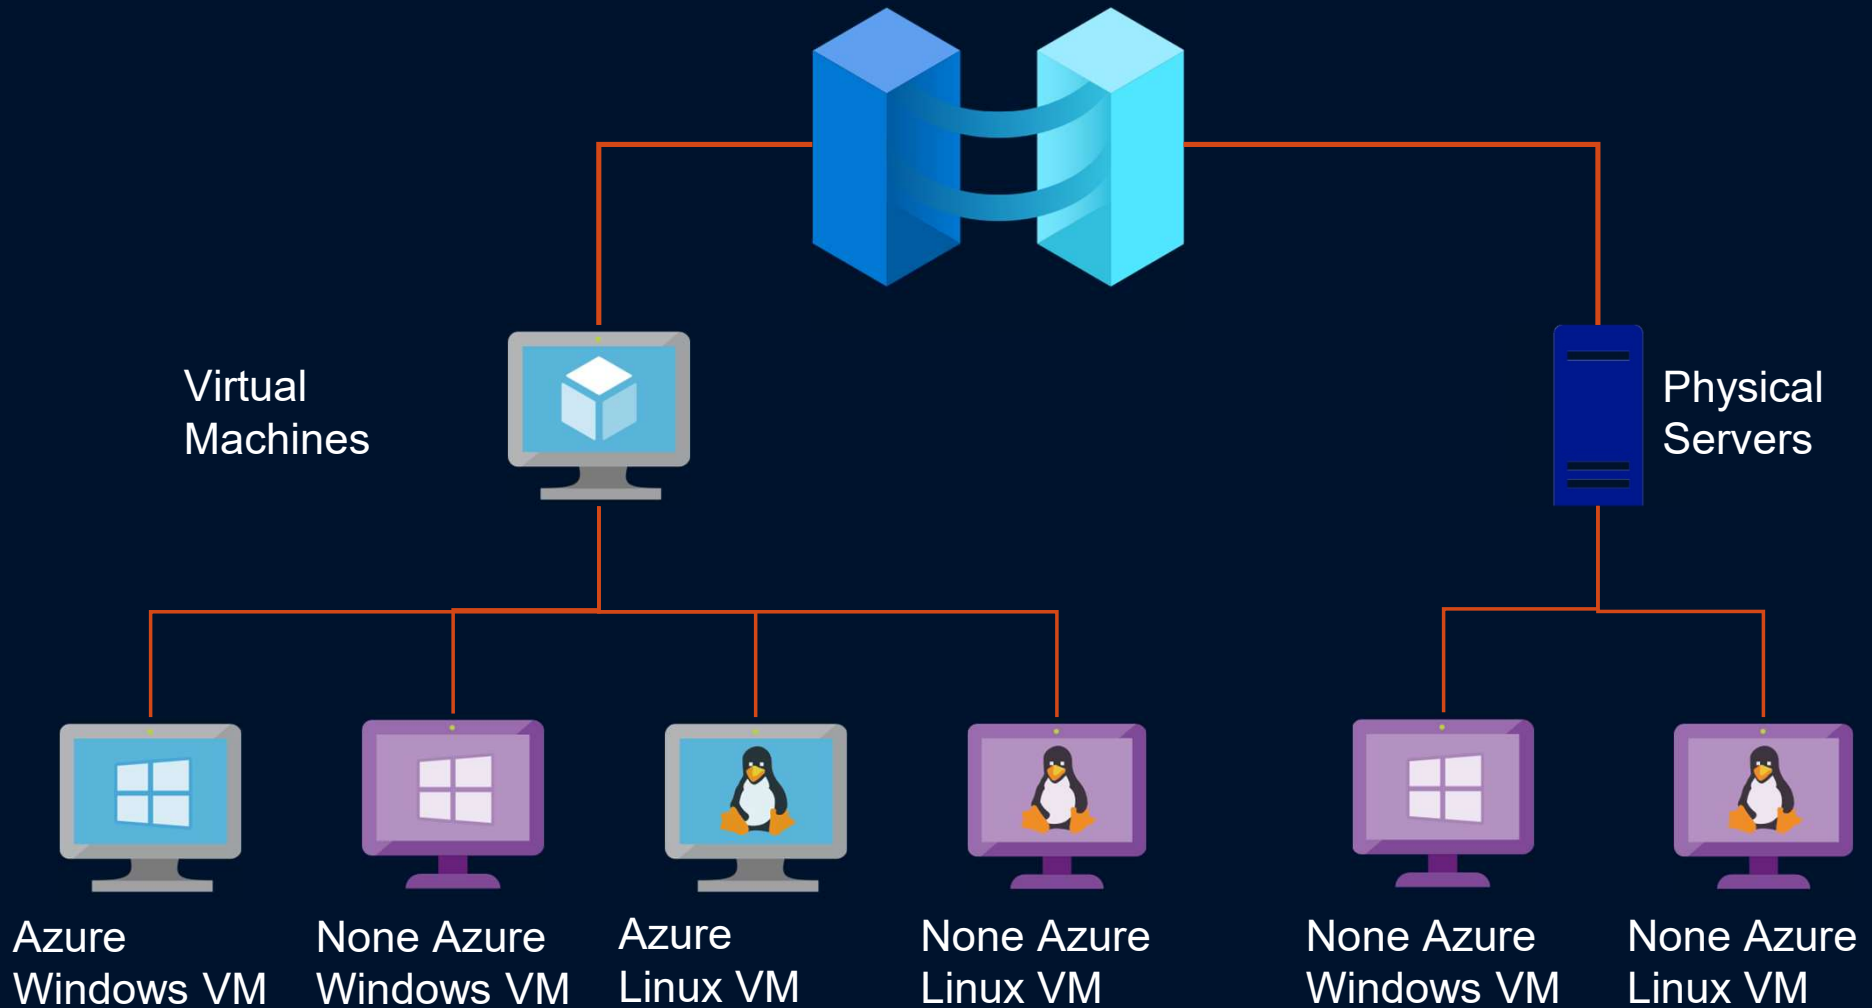 Virtual
Machines
Physical
Servers
Azure
Windows VM
None Azure
Windows VM
Azure
Linux VM
None Azure
Linux VM
None Azure
Windows VM
None Azure
Linux VM